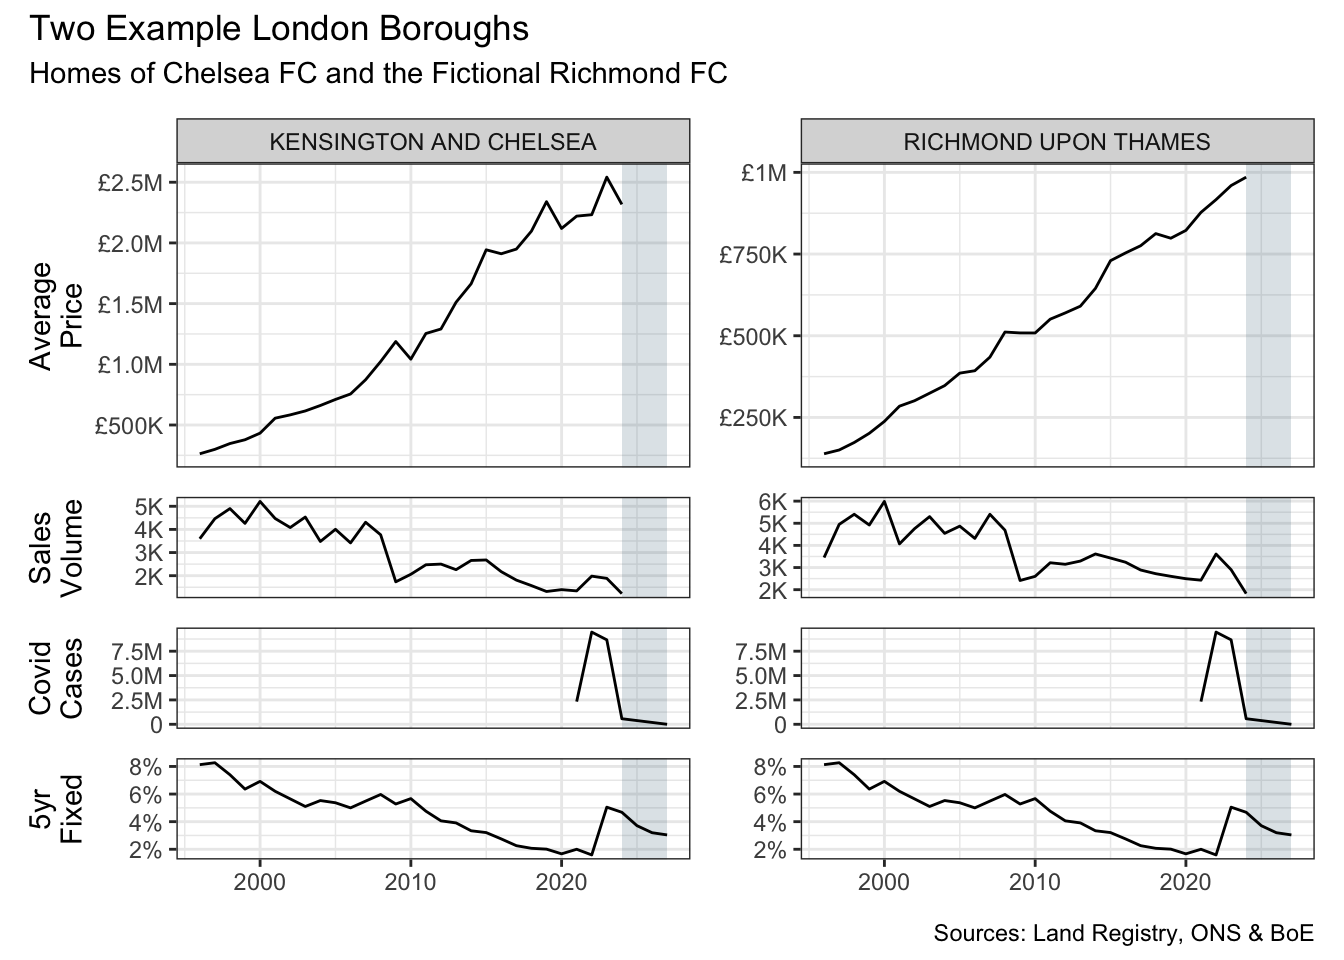 Two Example London Boroughs
Homes of Chelsea FC and the Fictional Richmond FC
KENSINGTON AND CHELSEA
RICHMOND UPON THAMES
Average
Price
£2.5M
£2.0M
£1.5M
£1.0M
£500K
£1M
£750K
£500K
£250K
Sales
Volume
5K
4K
3K
2K
6K
5K
4K
3K
2K
Covid
Cases
7.5M
5.0M
2.5M
0
7.5M
5.0M
2.5M
0
5yr
Fixed
8%
6%
4%
2%
8%
6%
4%
2%
2000 2010 2020
2000 2010 2020
Sources: Land Registry, ONS & BoE